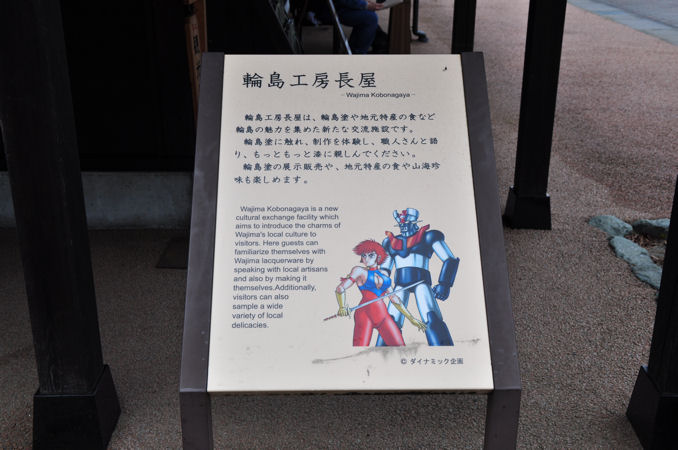 輪島工房長屋
－Wajima Kobonagaya－
輪島工房長屋は、輪島塗や地元特産の食など
輪島の魅力を集めた新たな交流施設です。
輪島塗に触れ、制作を体験し、職人さんと語
り、もっともっと漆に親しんでください。
輪島塗の展示販売や、地元特産の食や山海珍
味も楽しめます。
Wajima Kobonagaya is a new
cultural exchange facility which
aims to introduce the charms of
Wajima's local culture to
visitors. Here guests can
familiarize themselves with
Wajima lacquerware by
speaking with local artisans
and also by making it
themselves.Additionally,
visitors can also
sample a wide
variety of local
delicacies.
© ダイナミック企画